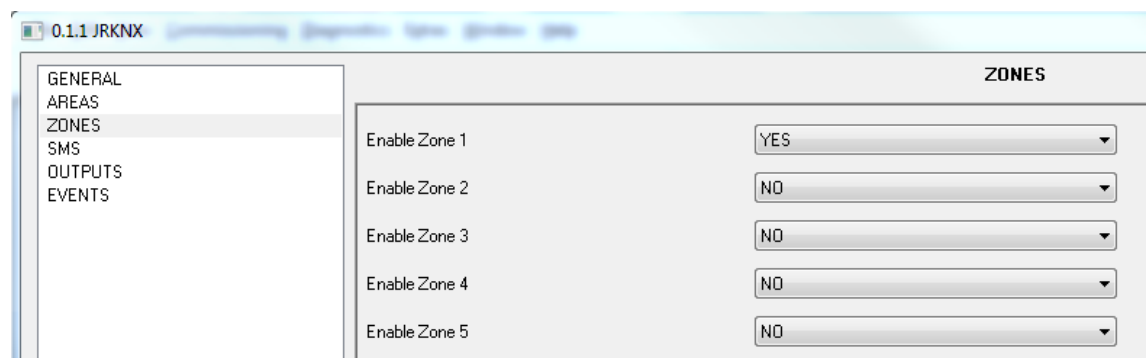 0.1.1 JRKNX
GENERAL
AREAS
ZONES
SMS
OUTPUTS
EVENTS
ZONES
Enable Zone 1 YES
Enable Zone 2 NO
Enable Zone 3 NO
Enable Zone 4 NO
Enable Zone 5 NO